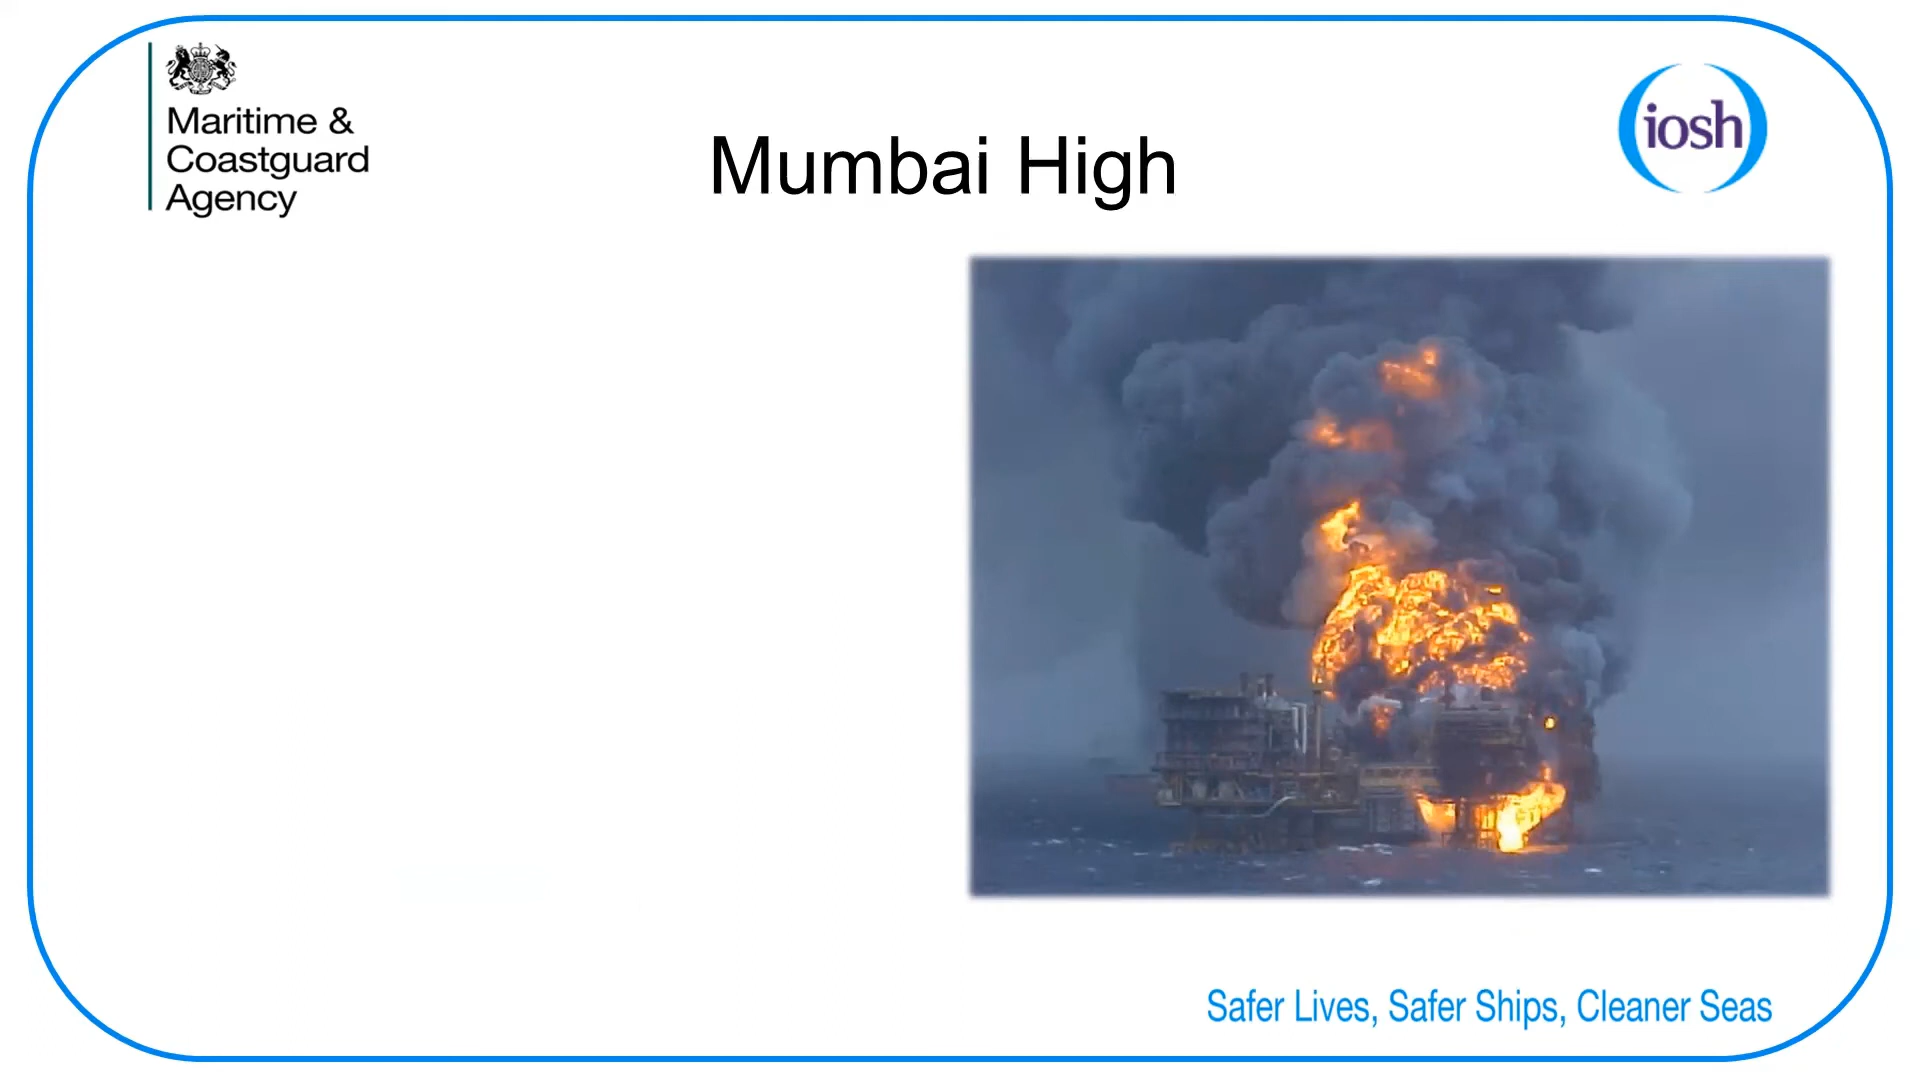 Maritime &
Coastguard
Agency
Mumbai High
iosh
Safer Lives, Safer Ships, Cleaner Seas